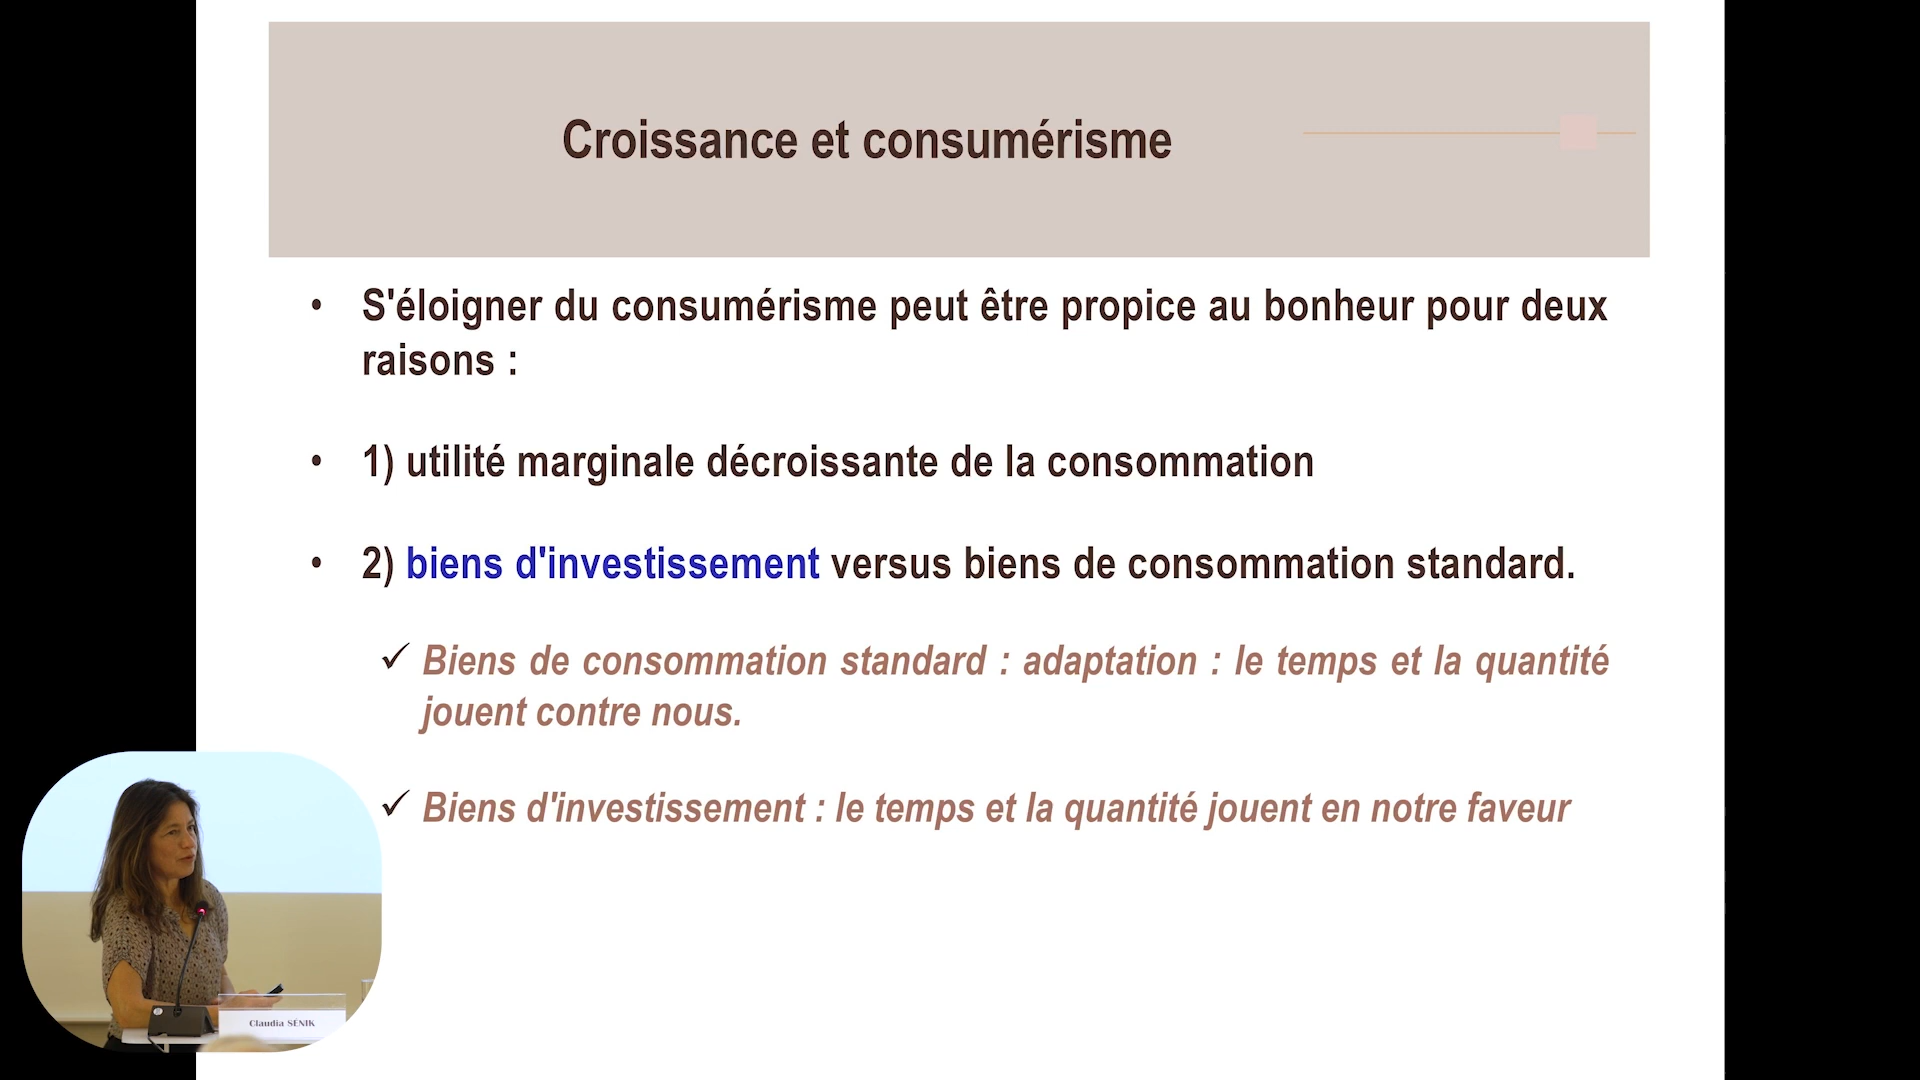 Croissance et consumérisme
• S'éloigner du consumérisme peut être propice au bonheur pour deux
raisons :
• 1) utilité marginale décroissante de la consommation
• 2) biens d'investissement versus biens de consommation standard.
✓ Biens de consommation standard : adaptation : le temps et la quantité
jouent contre nous.
✓ Biens d'investissement : le temps et la quantité jouent en notre faveur
Claudia SÉNIK